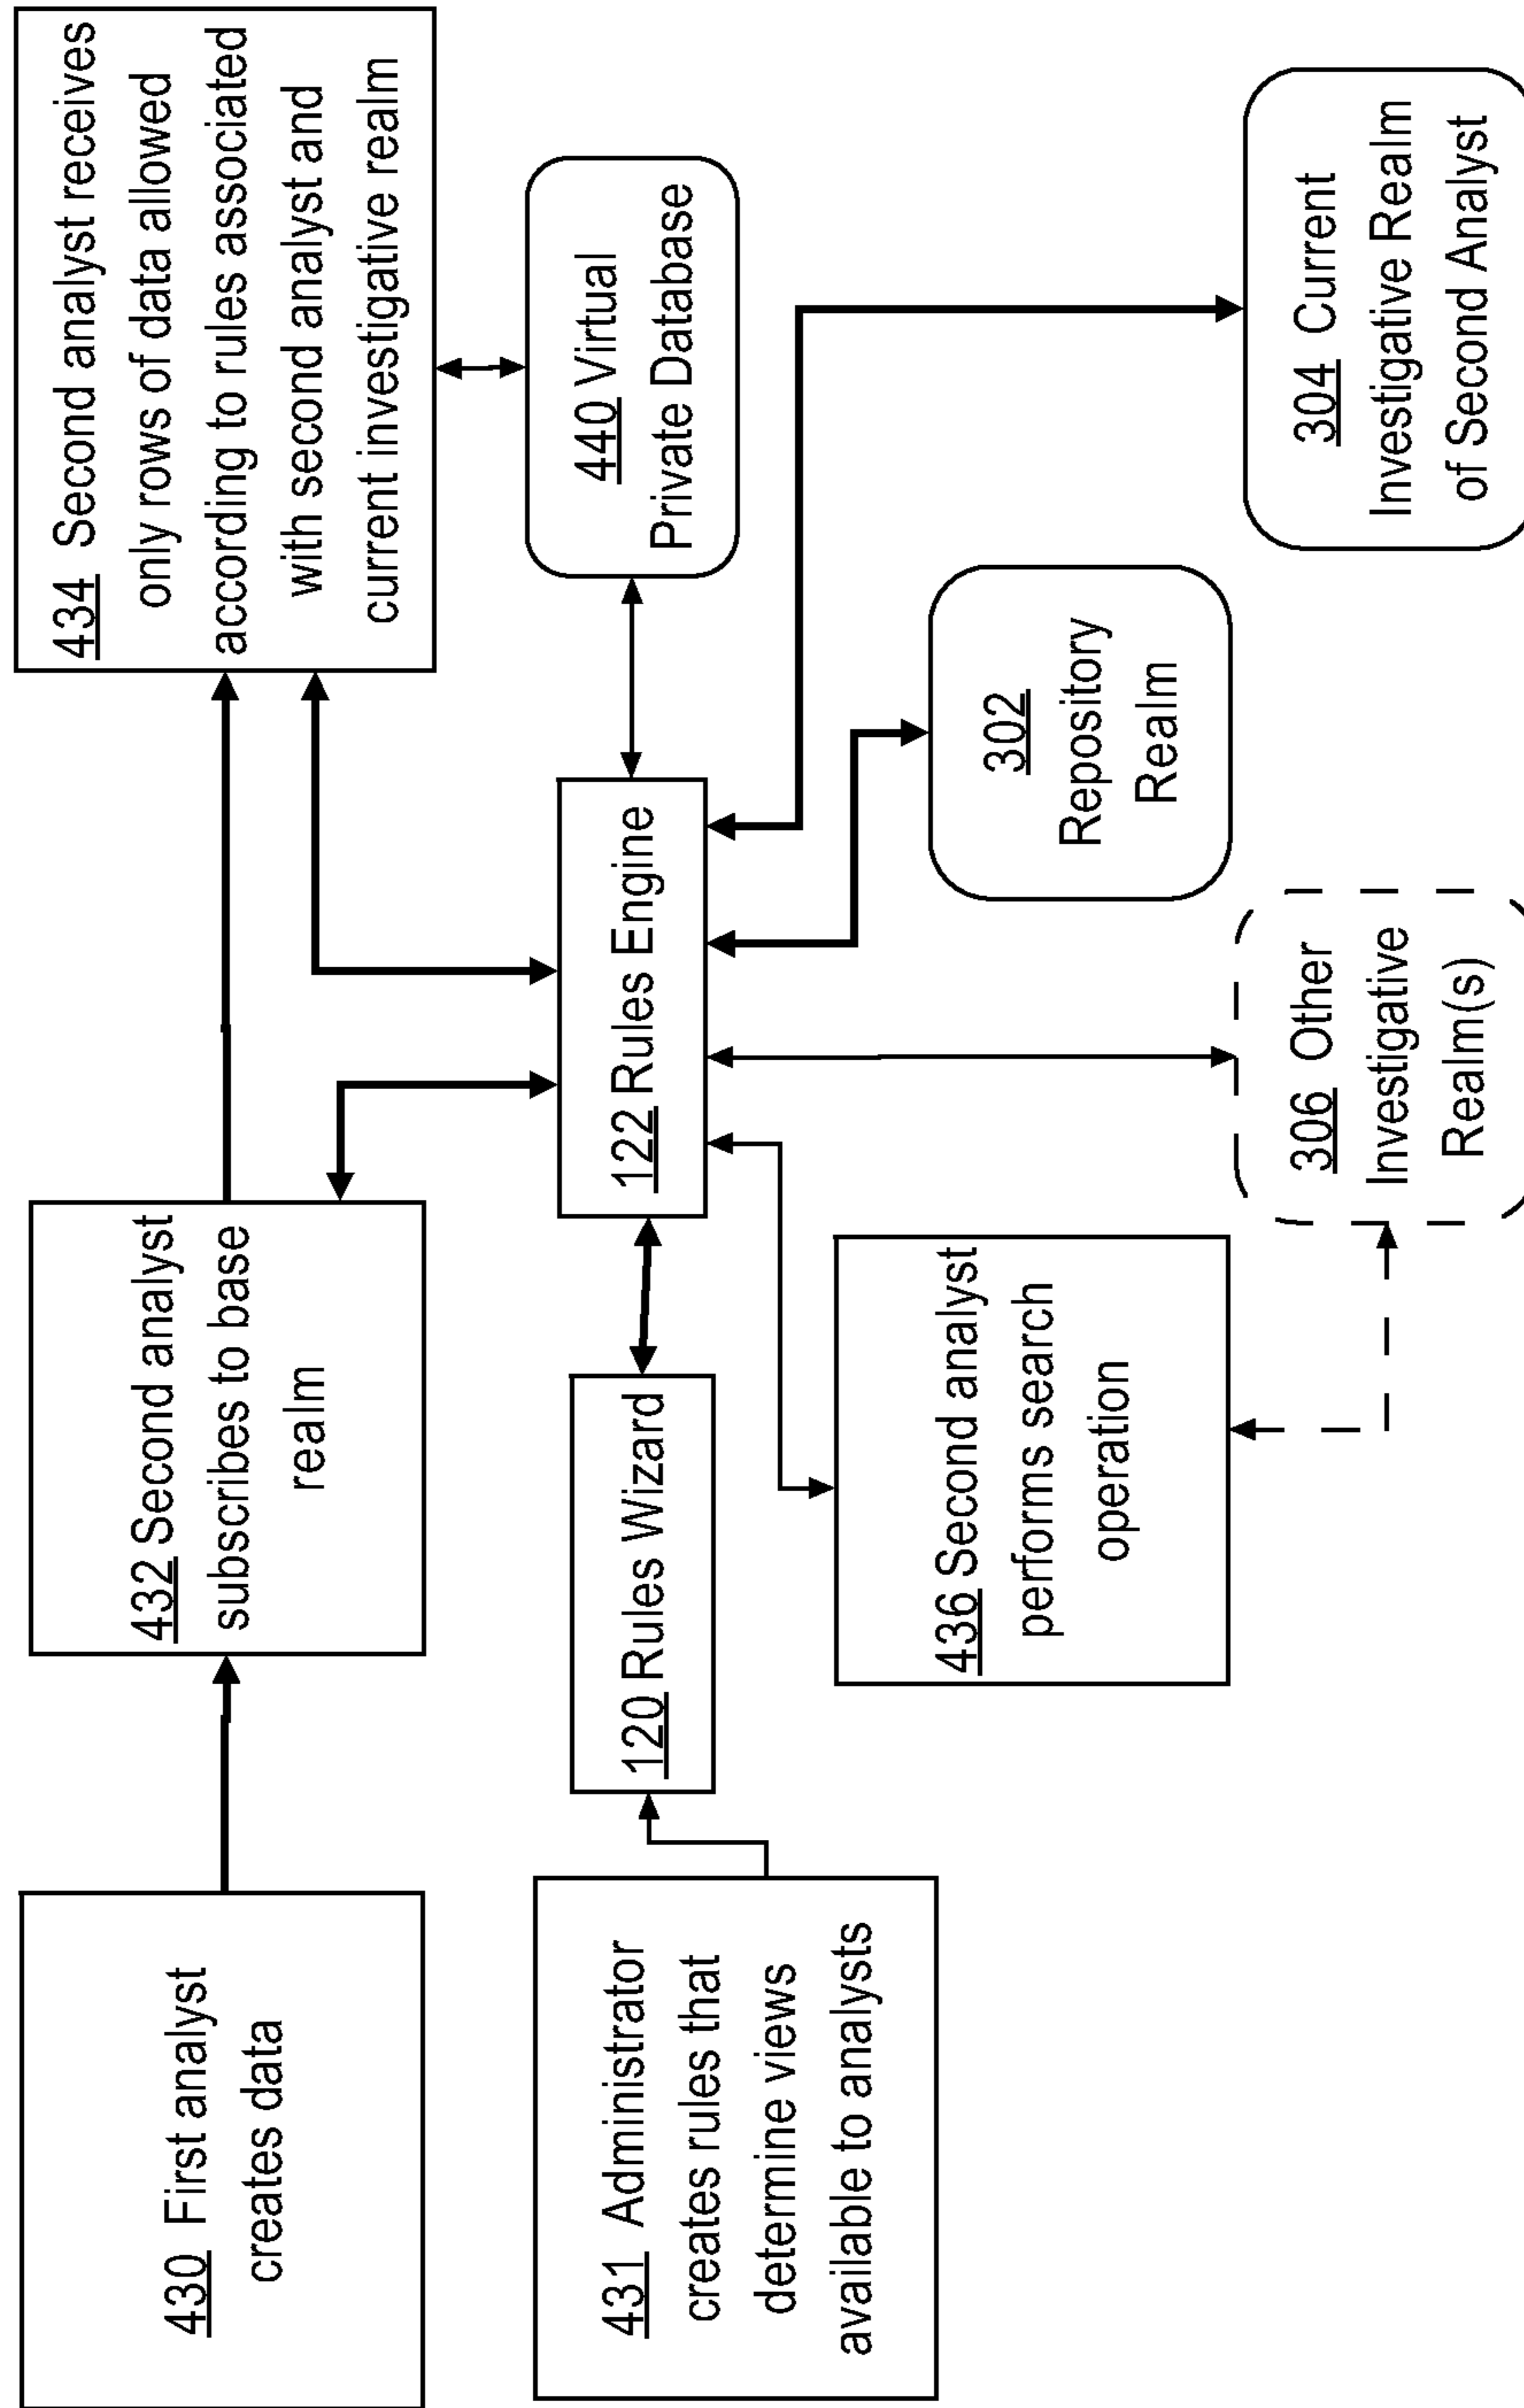 430 First analyst
creates data
432 Second analyst
subscribes to base
realm
434 Second analyst receives
only rows of data allowed
according to rules associated
with second analyst and
current investigative realm
431 Administrator
creates rules that
determine views
available to analysts
120 Rules Wizard
122 Rules Engine
440 Virtual
Private Database
436 Second analyst
performs search
operation
306 Other
Investigative
Realm(s)
302
Repository
Realm
304 Current
Investigative Realm
of Second Analyst